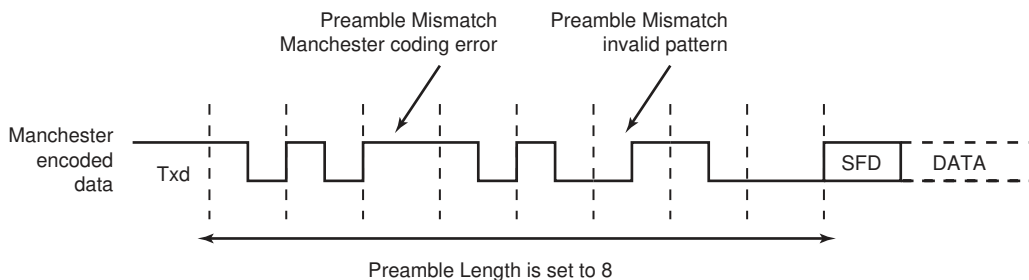 Preamble Mismatch
Manchester coding error
Preamble Mismatch
invalid pattern
Manchester
encoded
data
Txd
SFD
DATA
Preamble Length is set to 8